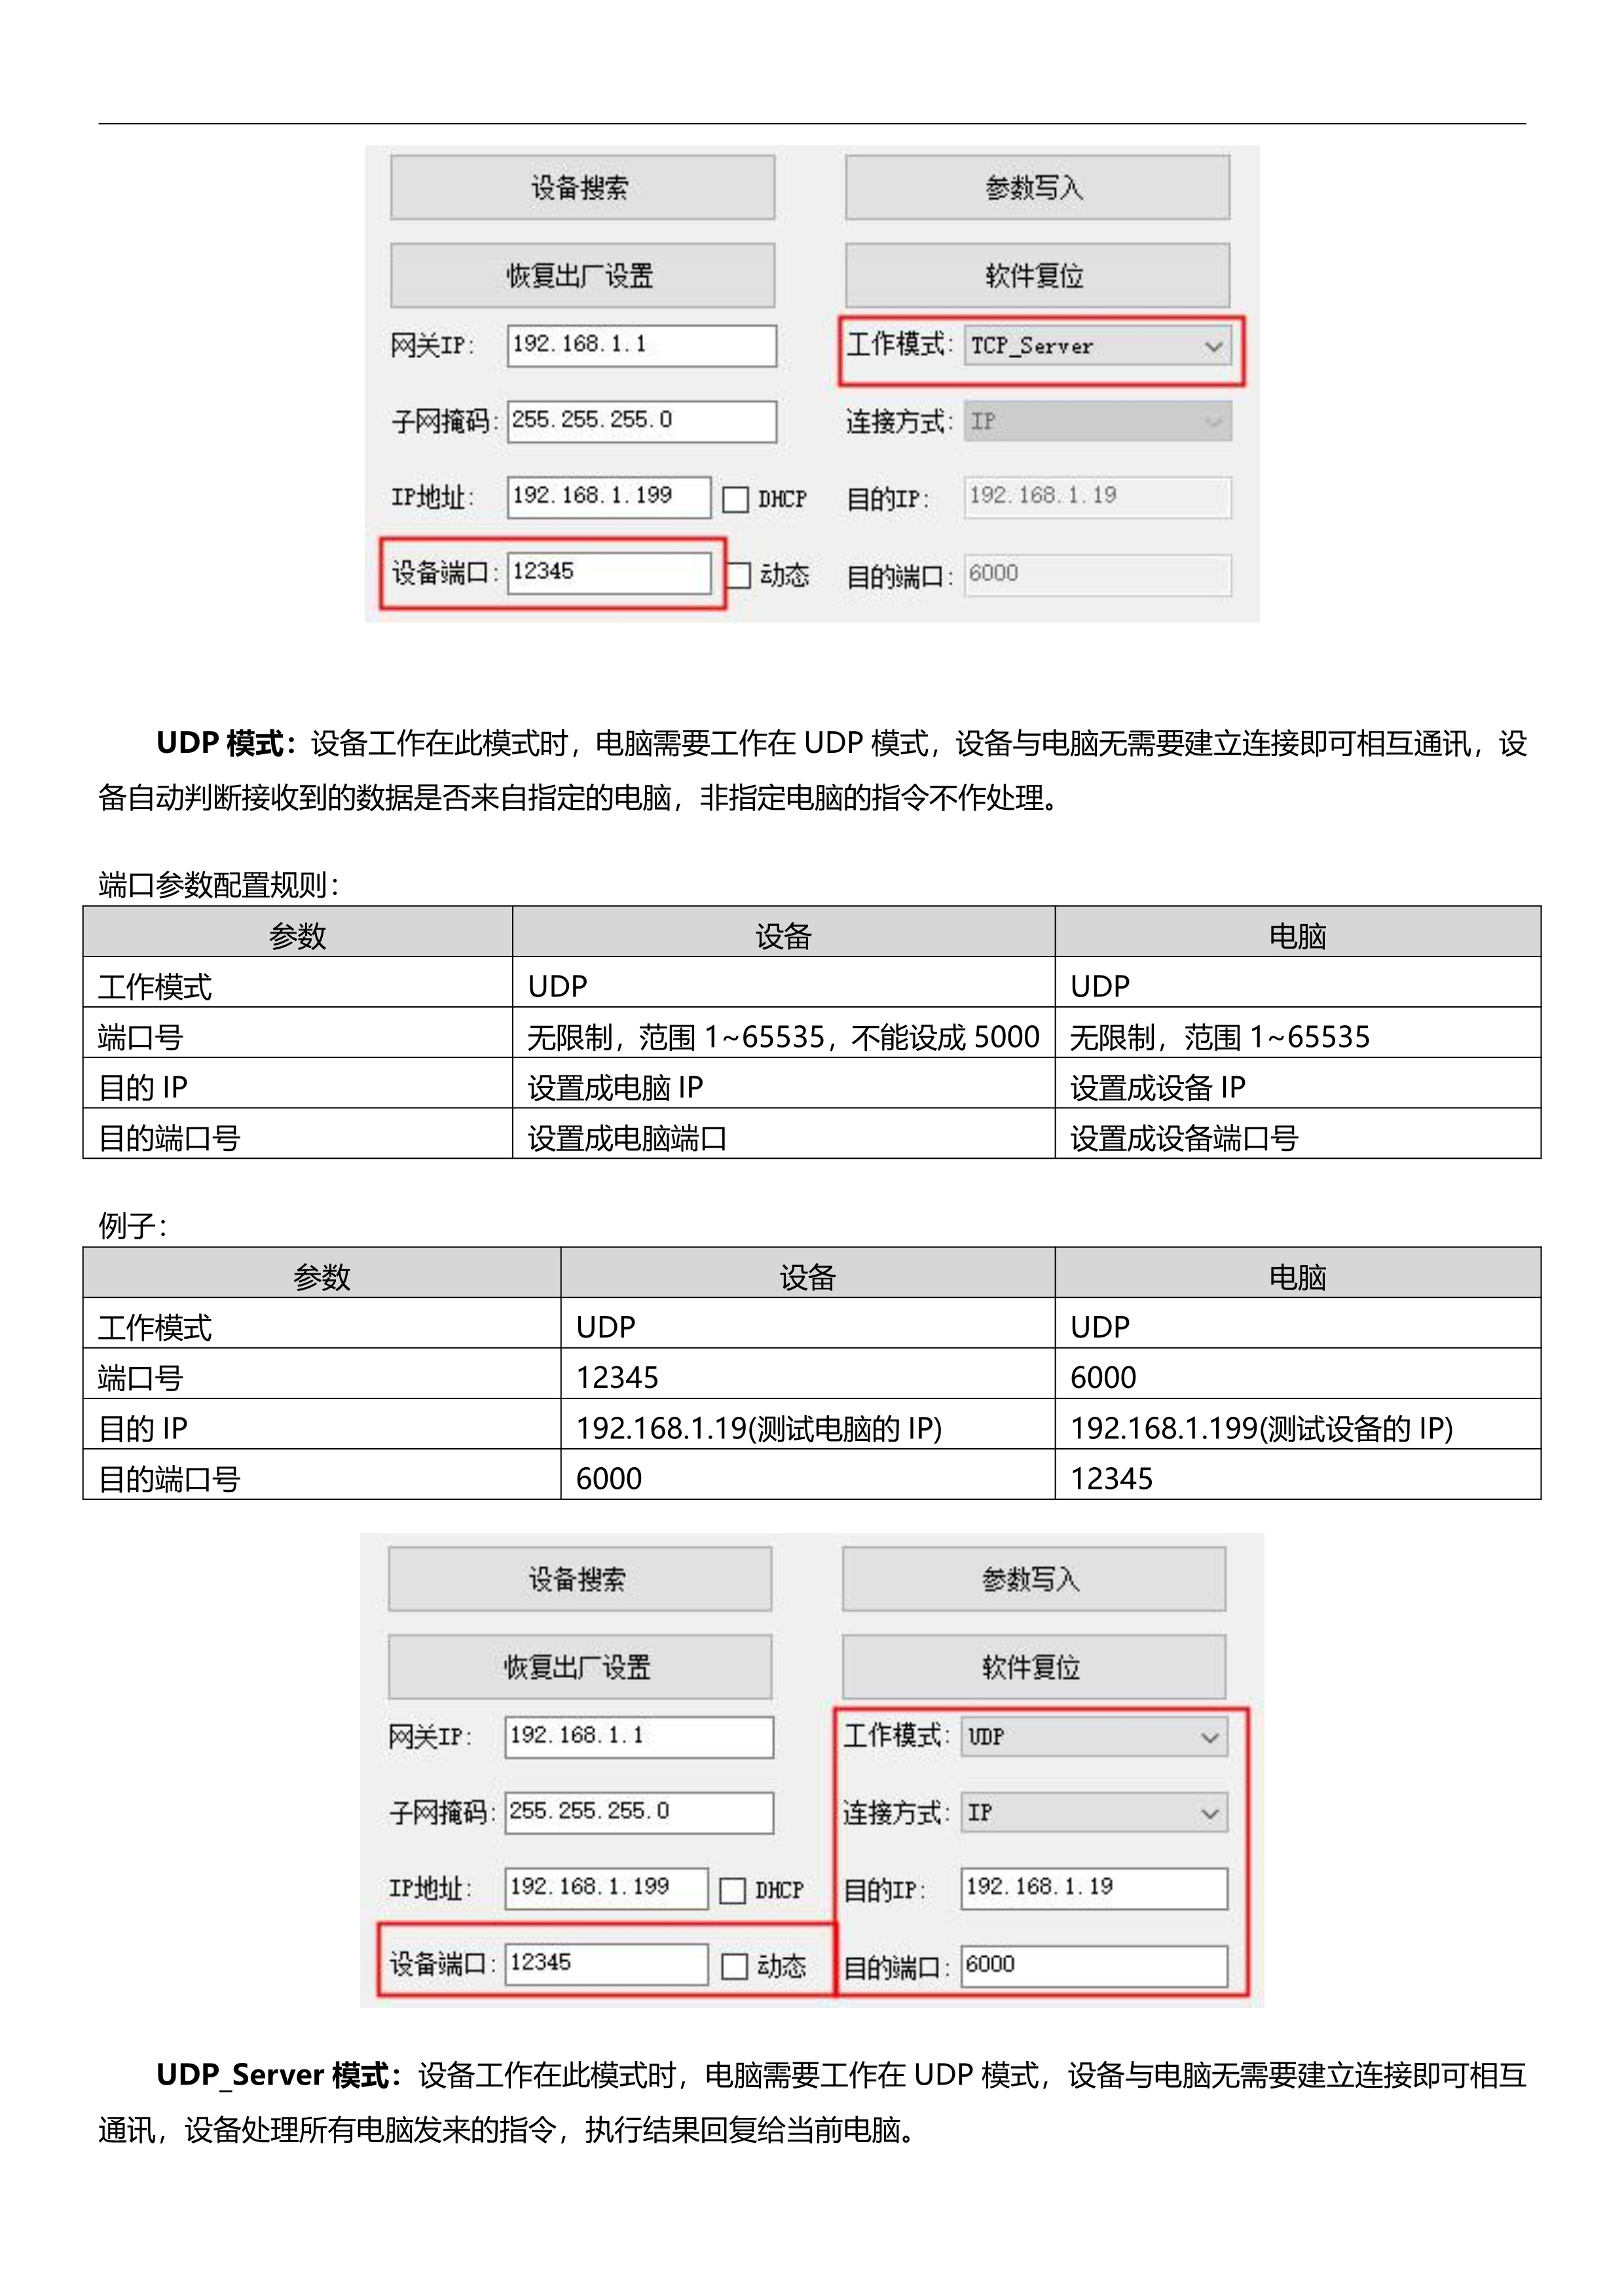 设备搜索 参数写入
恢复出厂设置 软件复位
网关IP: 192.168.1.1 工作模式: TCP_Server
子网掩码: 255.255.255.0 连接方式: IP
IP地址: 192.168.1.199 DHCP 目的IP: 192.168.1.19
设备端口: 12345 动态 目的端口: 6000
UDP 模式：设备工作在此模式时，电脑需要工作在 UDP 模式，设备与电脑无需要建立连接即可相互通讯，设
备自动判断接收到的数据是否来自指定的电脑，非指定电脑的指令不作处理。
端口参数配置规则：
参数 设备 电脑
工作模式 UDP UDP
端口号 无限制，范围 1~65535，不能设成 5000 无限制，范围 1~65535
目的 IP 设置成电脑 IP 设置成设备 IP
目的端口号 设置成电脑端口 设置成设备端口号
例子：
参数 设备 电脑
工作模式 UDP UDP
端口号 12345 6000
目的 IP 192.168.1.19(测试电脑的 IP) 192.168.1.199(测试设备的 IP)
目的端口号 6000 12345
设备搜索 参数写入
恢复出厂设置 软件复位
网关IP: 192.168.1.1 工作模式: UDP
子网掩码: 255.255.255.0 连接方式: IP
IP地址: 192.168.1.199 DHCP 目的IP: 192.168.1.19
设备端口: 12345 动态 目的端口: 6000
UDP_Server 模式：设备工作在此模式时，电脑需要工作在 UDP 模式，设备与电脑无需要建立连接即可相互
通讯，设备处理所有电脑发来的指令，执行结果回复给当前电脑。